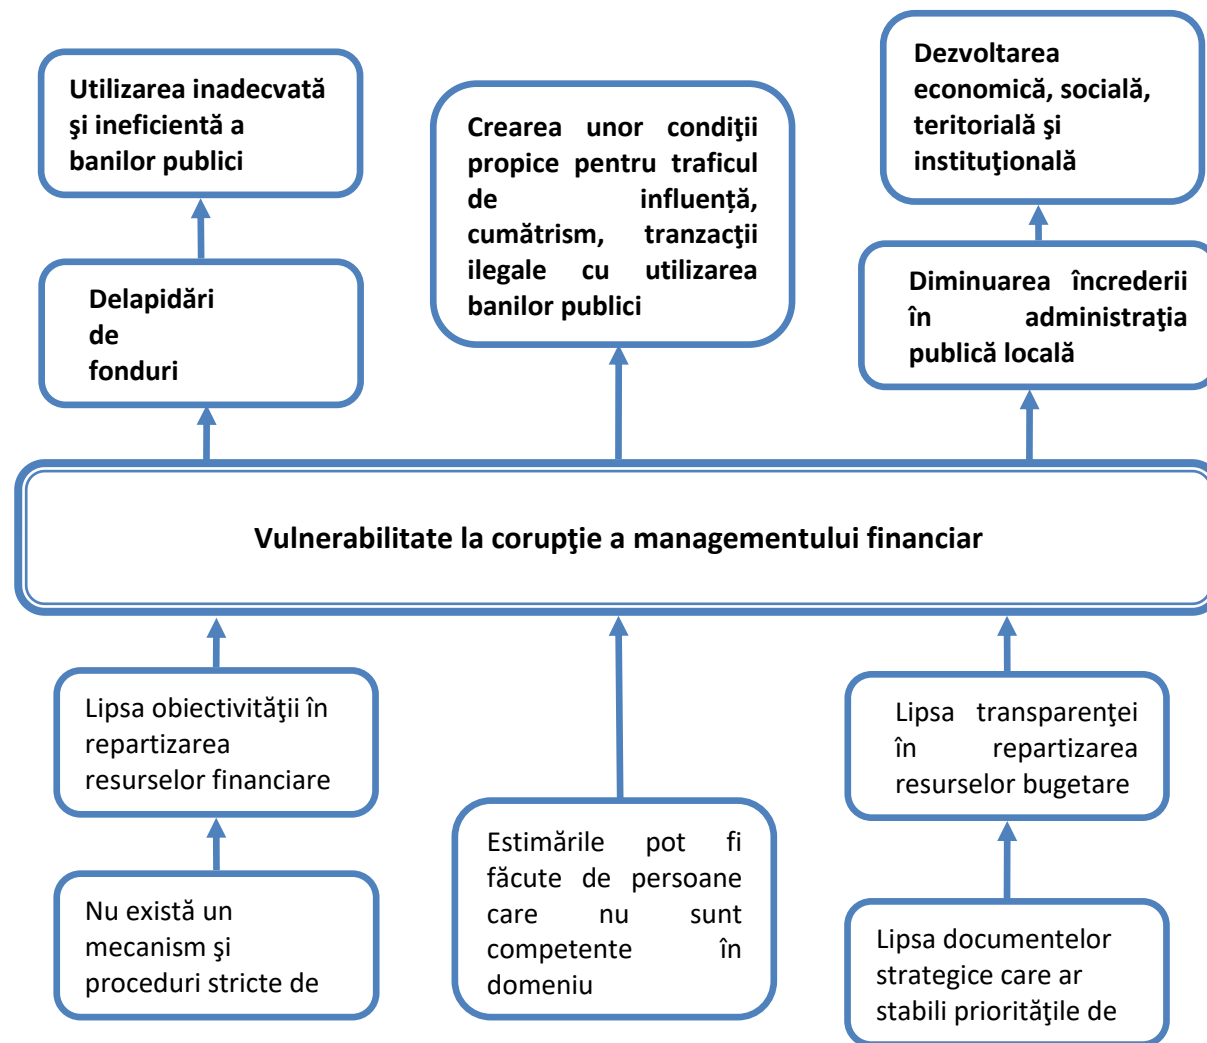 Utilizarea inadecvată
şi ineficientă a
banilor publici
Crearea unor condiţii
propice pentru traficul
de influență,
cumătrism, tranzacţii
ilegale cu utilizarea
banilor publici
Dezvoltarea
economică, socială,
teritorială şi
instituţională
Delapidări
de
fonduri
Diminuarea încrederii
în administraţia
publică locală
Vulnerabilitate la corupţie a managementului financiar
Lipsa obiectivităţii în
repartizarea
resurselor financiare
Lipsa transparenţei
în repartizarea
resurselor bugetare
Nu există un
mecanism şi
proceduri stricte de
Estimările pot fi
făcute de persoane
care nu sunt
competente în
domeniu
Lipsa documentelor
strategice care ar
stabili priorităţile de